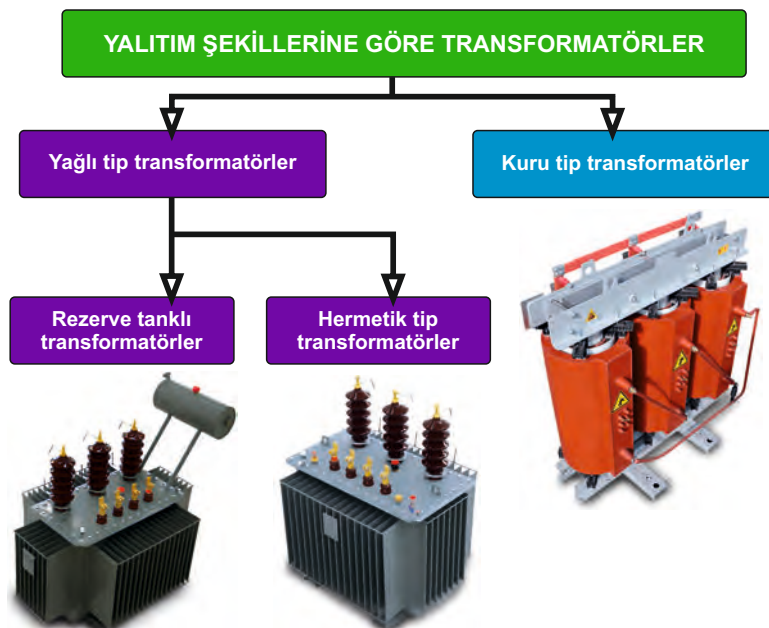 YALITIM ŞEKİLLERİNE GÖRE TRANSFORMATÖRLER
Yağlı tip transformatörler
Kuru tip transformatörler
Rezerve tanklı
transformatörler
Hermetik tip
transformatörler